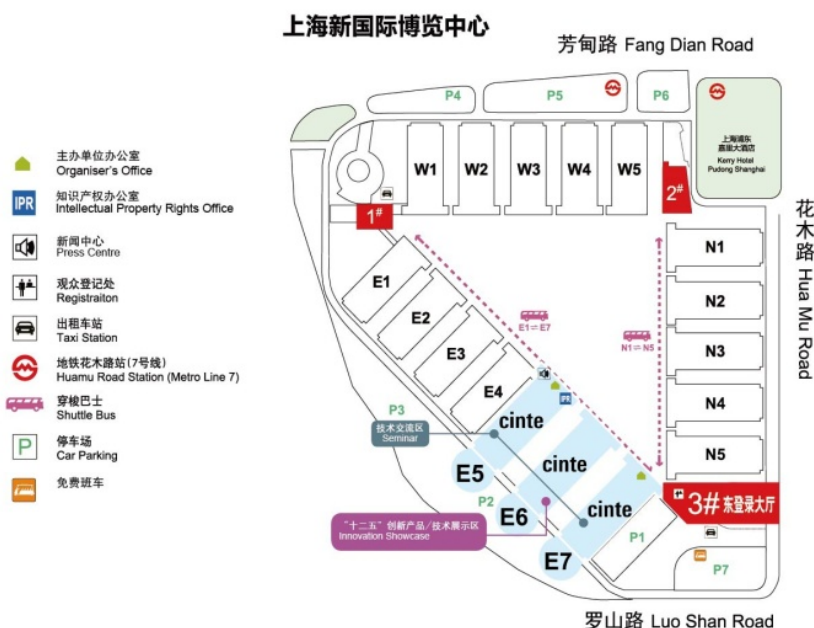 上海新国际博览中心
芳甸路 Fang Dian Road
P4
P5
P6
上海浦东
嘉里大酒店
Kerry Hotel
Pudong Shanghai
主办单位办公室
Organiser's Office
IPR
知识产权办公室
Intellectual Property Rights Office
新闻中心
Press Centre
观众登记处
Registraiton
出租车站
Taxi Station
地铁花木路站(7号线)
Huamu Road Station (Metro Line 7)
穿梭巴士
Shuttle Bus
P
停车场
Car Parking
免费班车
W1
W2
W3
W4
W5
1#
2#
花木路 Hua Mu Road
N1
N2
N3
N4
N5
E1
E2
E3
E4
E1⇌E7
N1⇌N5
IPR
P3
技术交流区
Seminar
cinte
cinte
cinte
E5
E6
E7
P2
“十二五”创新产品/技术展示区
Innovation Showcase
3# 东登录大厅
P1
P7
罗山路 Luo Shan Road